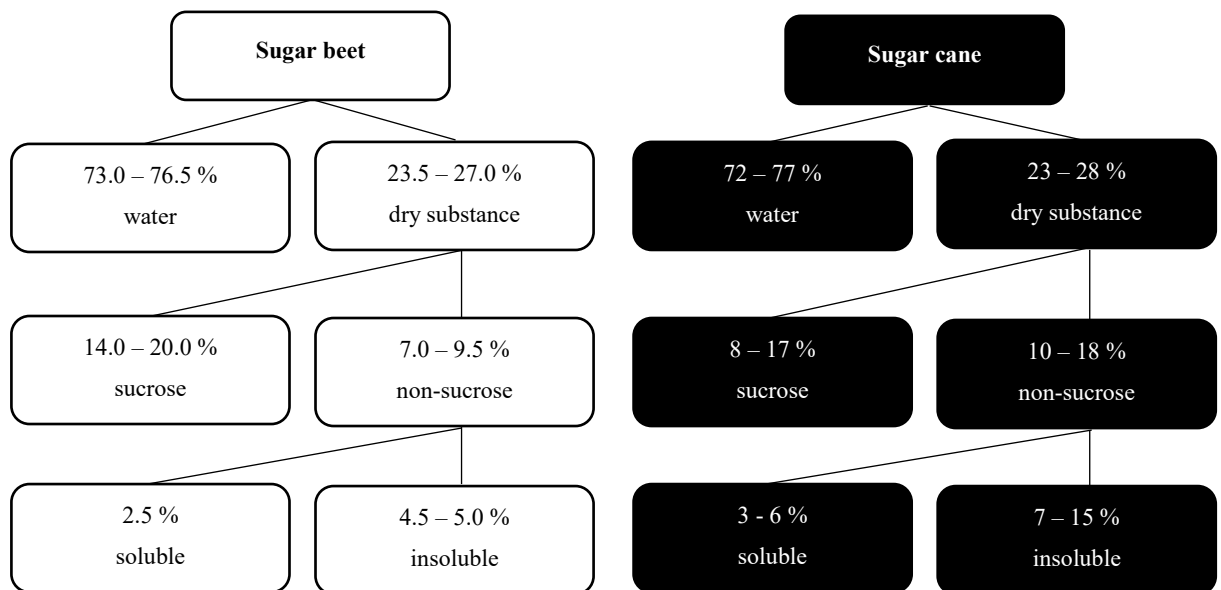 Sugar beet
73.0 – 76.5 %
water
23.5 – 27.0 %
dry substance
14.0 – 20.0 %
sucrose
7.0 – 9.5 %
non-sucrose
2.5 %
soluble
4.5 – 5.0 %
insoluble
Sugar cane
72 – 77 %
water
23 – 28 %
dry substance
8 – 17 %
sucrose
10 – 18 %
non-sucrose
3 - 6 %
soluble
7 – 15 %
insoluble